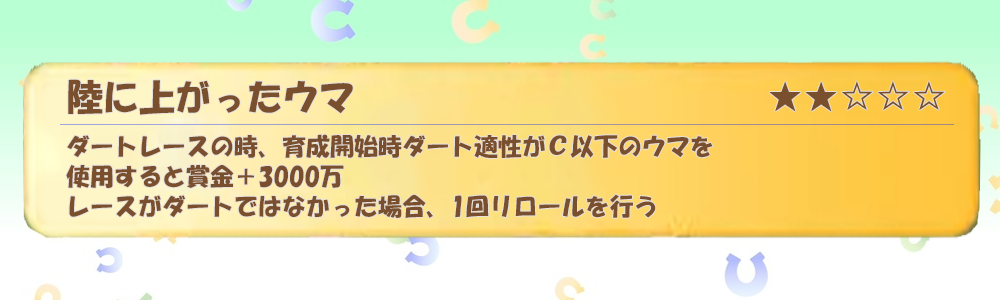 陸に上がったウマ ★★☆☆☆
ダートレースの時、育成開始時ダート適性がC以下のウマを
使用すると賞金+3000万
レースがダートではなかった場合、1回リロールを行う